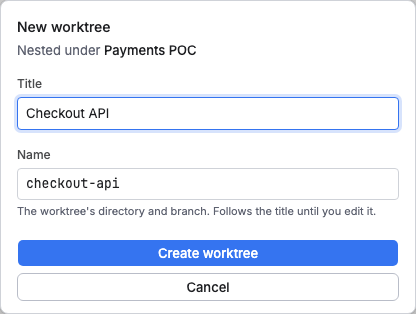 New worktree
Nested under Payments POC
Title
Checkout API
Name
checkout-api
The worktree's directory and branch. Follows the title until you edit it.
Create worktree
Cancel